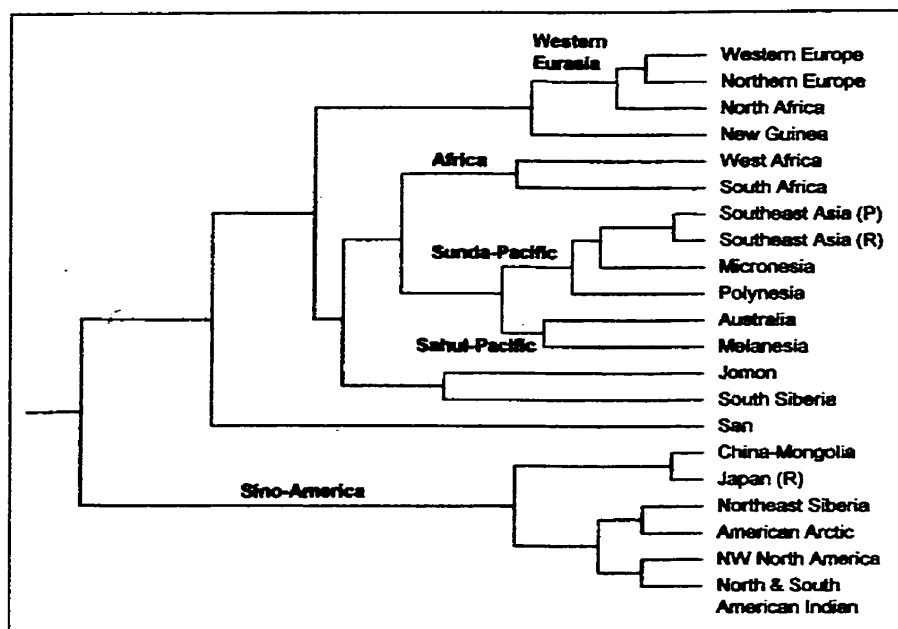 Western
Eurasia
Western Europe
Northern Europe
North Africa
New Guinea
Africa
West Africa
South Africa
Southeast Asia (P)
Southeast Asia (R)
Sunda-Pacific
Micronesia
Polynesia
Australia
Sahul-Pacific
Melanesia
Jomon
South Siberia
San
China-Mongolia
Japan (R)
Sino-America
Northeast Siberia
American Arctic
NW North America
North & South
American Indian